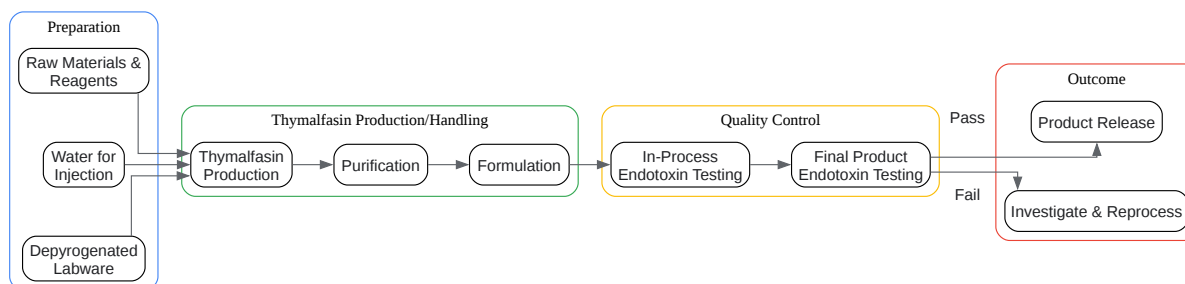 Preparation
Raw Materials &
Reagents
Water for
Injection
Depyrogenated
Labware
Thymalfasin Production/Handling
Thymalfasin
Production
Purification
Formulation
Quality Control
In-Process
Endotoxin Testing
Final Product
Endotoxin Testing
Pass
Fail
Outcome
Product Release
Investigate & Reprocess